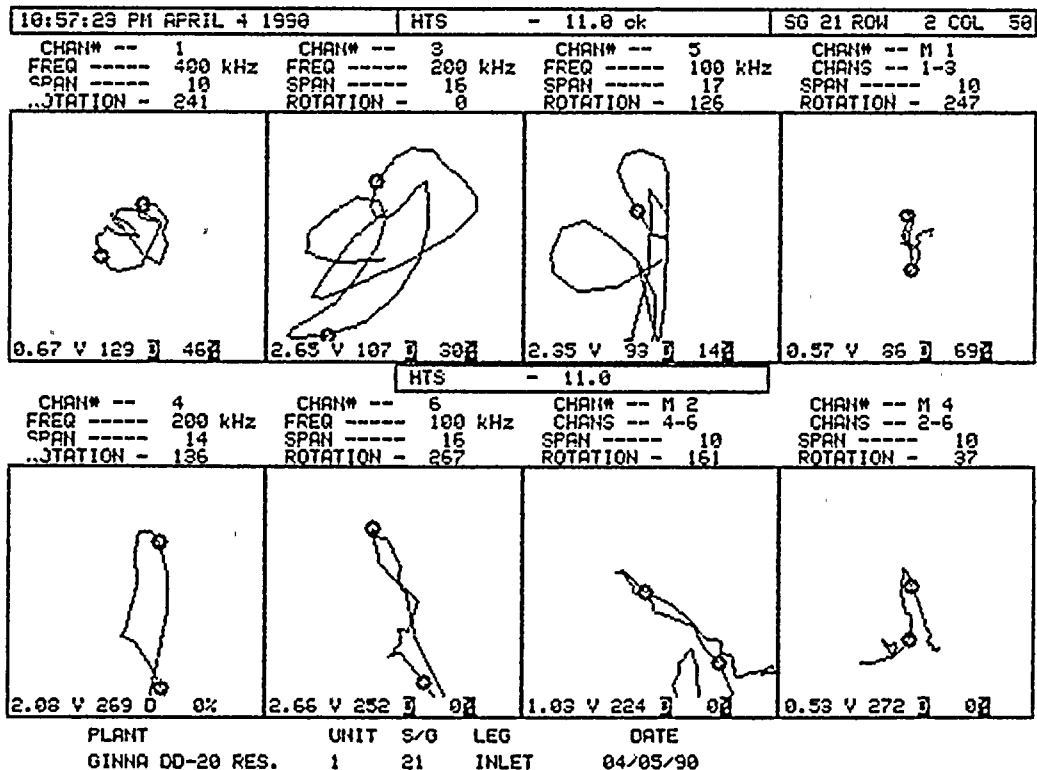 10:57:23 PM APRIL 4 1990 HTS - 11.0 ck SG 21 ROW 2 COL 50
CHAN# -- 1 CHAN# -- 3 CHAN# -- 5 CHAN# -- M 1
FREQ ----- 400 kHz FREQ ----- 200 kHz FREQ ----- 100 kHz CHANS -- 1-3
SPAN ----- 10 SPAN ----- 16 SPAN ----- 17 SPAN ----- 10
..OTATION - 241 ROTATION - 0 ROTATION - 126 ROTATION - 247
0.67 V 129 D 46% 2.65 V 107 D 2.35 V 93 D 14% 0.57 V 86 D 69%
HTS - 11.0
CHAN# -- 4 CHAN# -- 6 CHAN# -- M 2 CHAN# -- M 4
FREQ ----- 200 kHz FREQ ----- 100 kHz CHANS -- 4-6 CHANS -- 2-6
SPAN ----- 14 SPAN ----- 16 SPAN ----- 10 SPAN ----- 10
..OTATION - 136 ROTATION - 267 ROTATION - 161 ROTATION - 37
2.08 V 269 D 0% 2.66 V 252 D 0% 1.03 V 224 D 0% 0.53 V 272 D 0%
PLANT UNIT S/G LEG DATE
GINNA DD-20 RES. 1 21 INLET 04/05/90